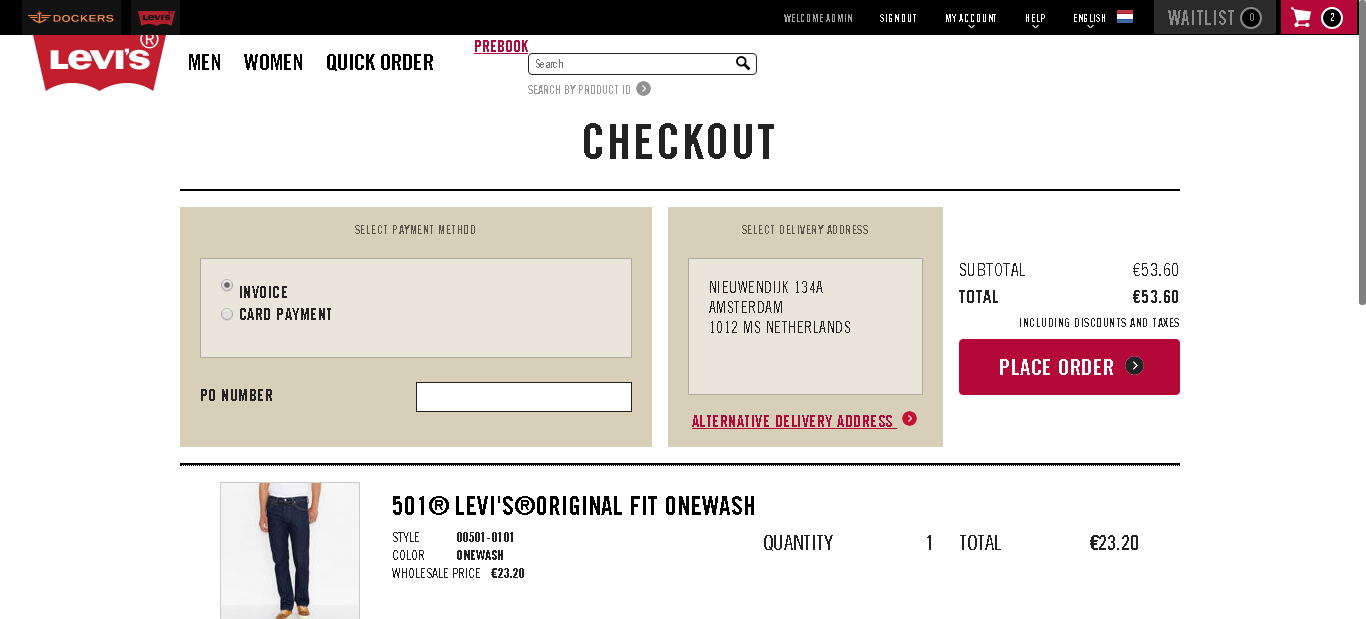 DOCKERS
Levi's
WELCOME ADMIN
SIGNOUT
MY ACCOUNT
HELP
ENGLISH
WAITLIST 0
2
LEVI'S®
MEN
WOMEN
QUICK ORDER
PREBOOK
Search
SEARCH BY PRODUCT ID
CHECKOUT
SELECT PAYMENT METHOD
INVOICE
CARD PAYMENT
PO NUMBER
SELECT DELIVERY ADDRESS
NIEUWENDIJK 134A
AMSTERDAM
1012 MS NETHERLANDS
ALTERNATIVE DELIVERY ADDRESS
SUBTOTAL €53.60
TOTAL €53.60
INCLUDING DISCOUNTS AND TAXES
PLACE ORDER
501® LEVI'S®ORIGINAL FIT ONEWASH
STYLE 00501-0101
COLOR ONEWASH
WHOLESALE PRICE €23.20
QUANTITY 1
TOTAL €23.20